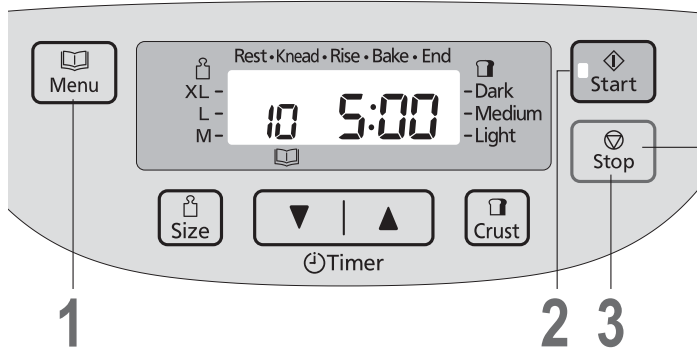 Menu
Rest•Knead•Rise•Bake•End
XL –
L –
M –
10 5:00
– Dark
– Medium
– Light
Start
Stop
Size
Timer
Crust
1
2
3